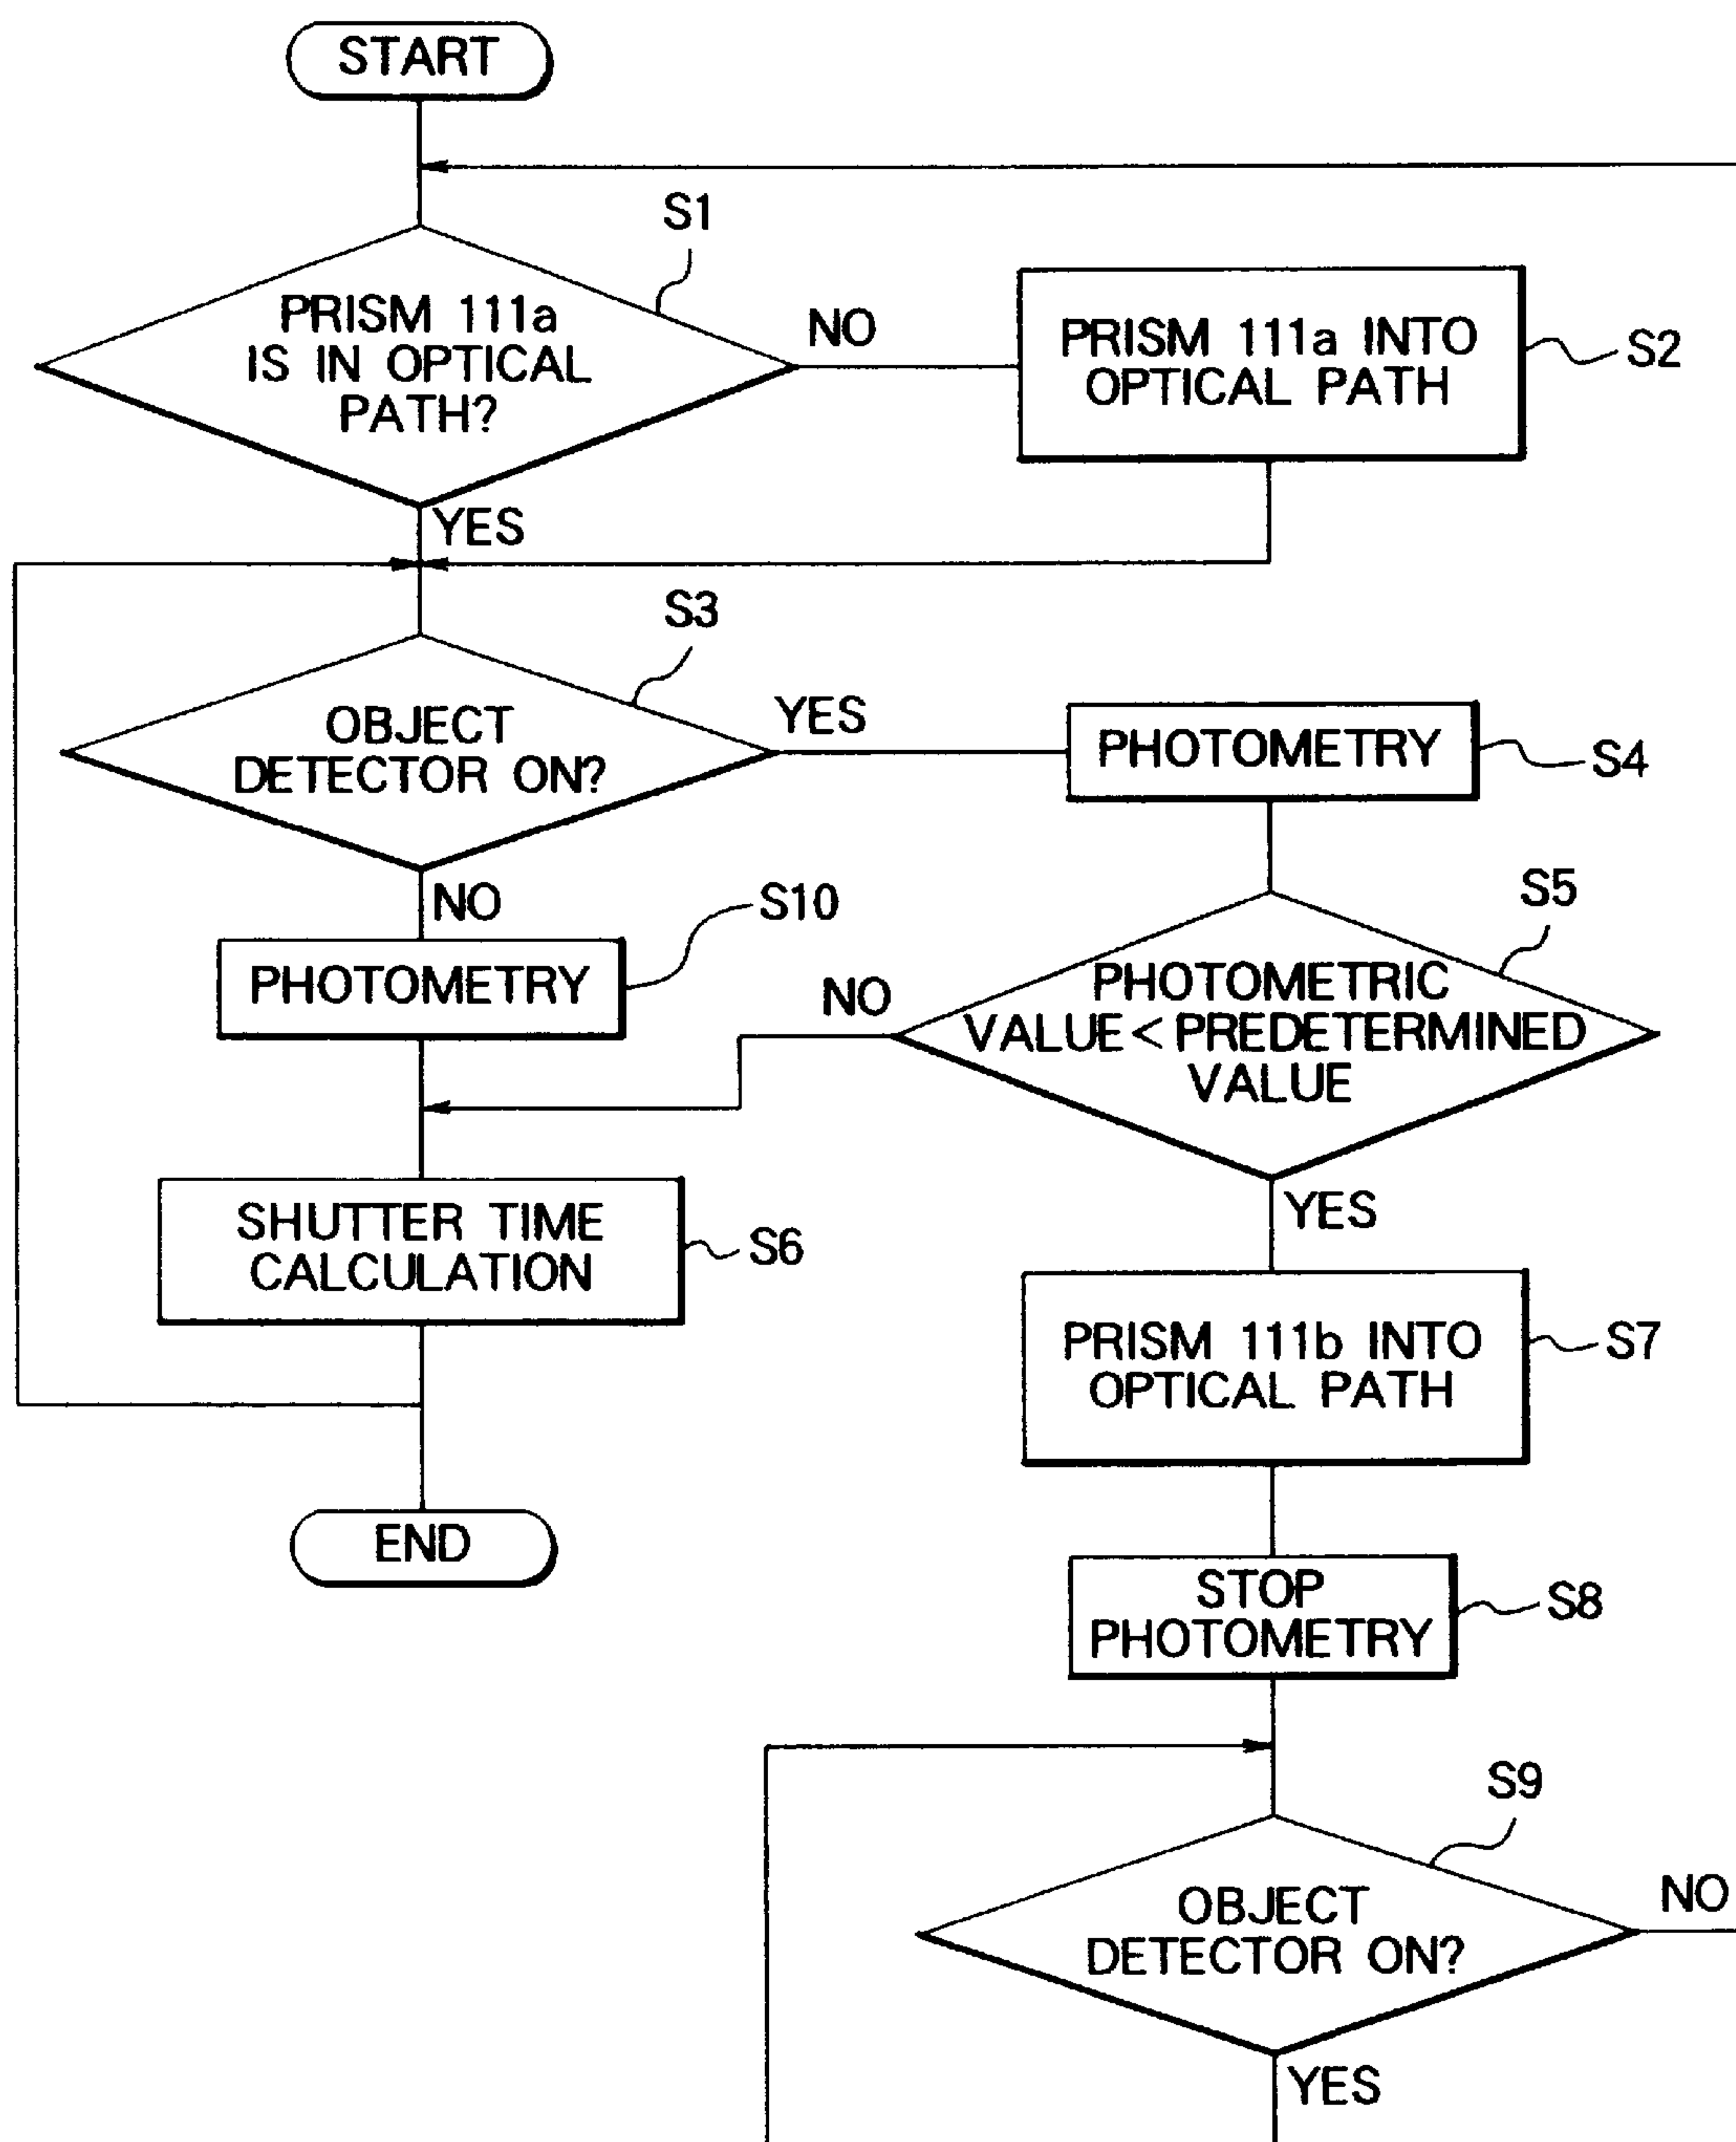 START
S1
PRISM 111a
IS IN OPTICAL
PATH?
NO
PRISM 111a INTO
OPTICAL PATH
S2
YES
S3
OBJECT
DETECTOR ON?
YES
PHOTOMETRY
S4
NO
S10
PHOTOMETRY
S5
NO
PHOTOMETRIC
VALUE < PREDETERMINED
VALUE
YES
SHUTTER TIME
CALCULATION
S6
PRISM 111b INTO
OPTICAL PATH
S7
END
STOP
PHOTOMETRY
S8
S9
OBJECT
DETECTOR ON?
NO
YES